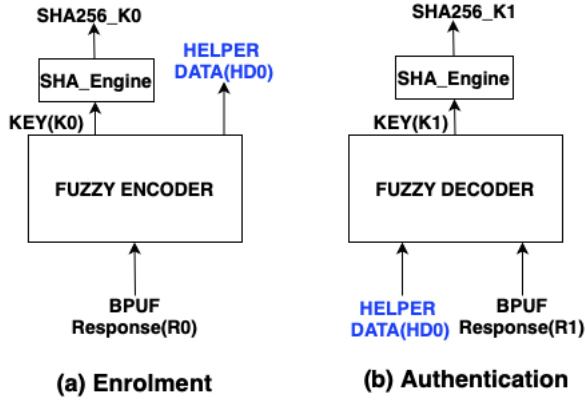 SHA256_K0
HELPER
DATA(HD0)
SHA_Engine
KEY(K0)
FUZZY ENCODER
BPUF
Response(R0)
(a) Enrolment
SHA256_K1
SHA_Engine
KEY(K1)
FUZZY DECODER
HELPER
DATA(HD0)
BPUF
Response(R1)
(b) Authentication